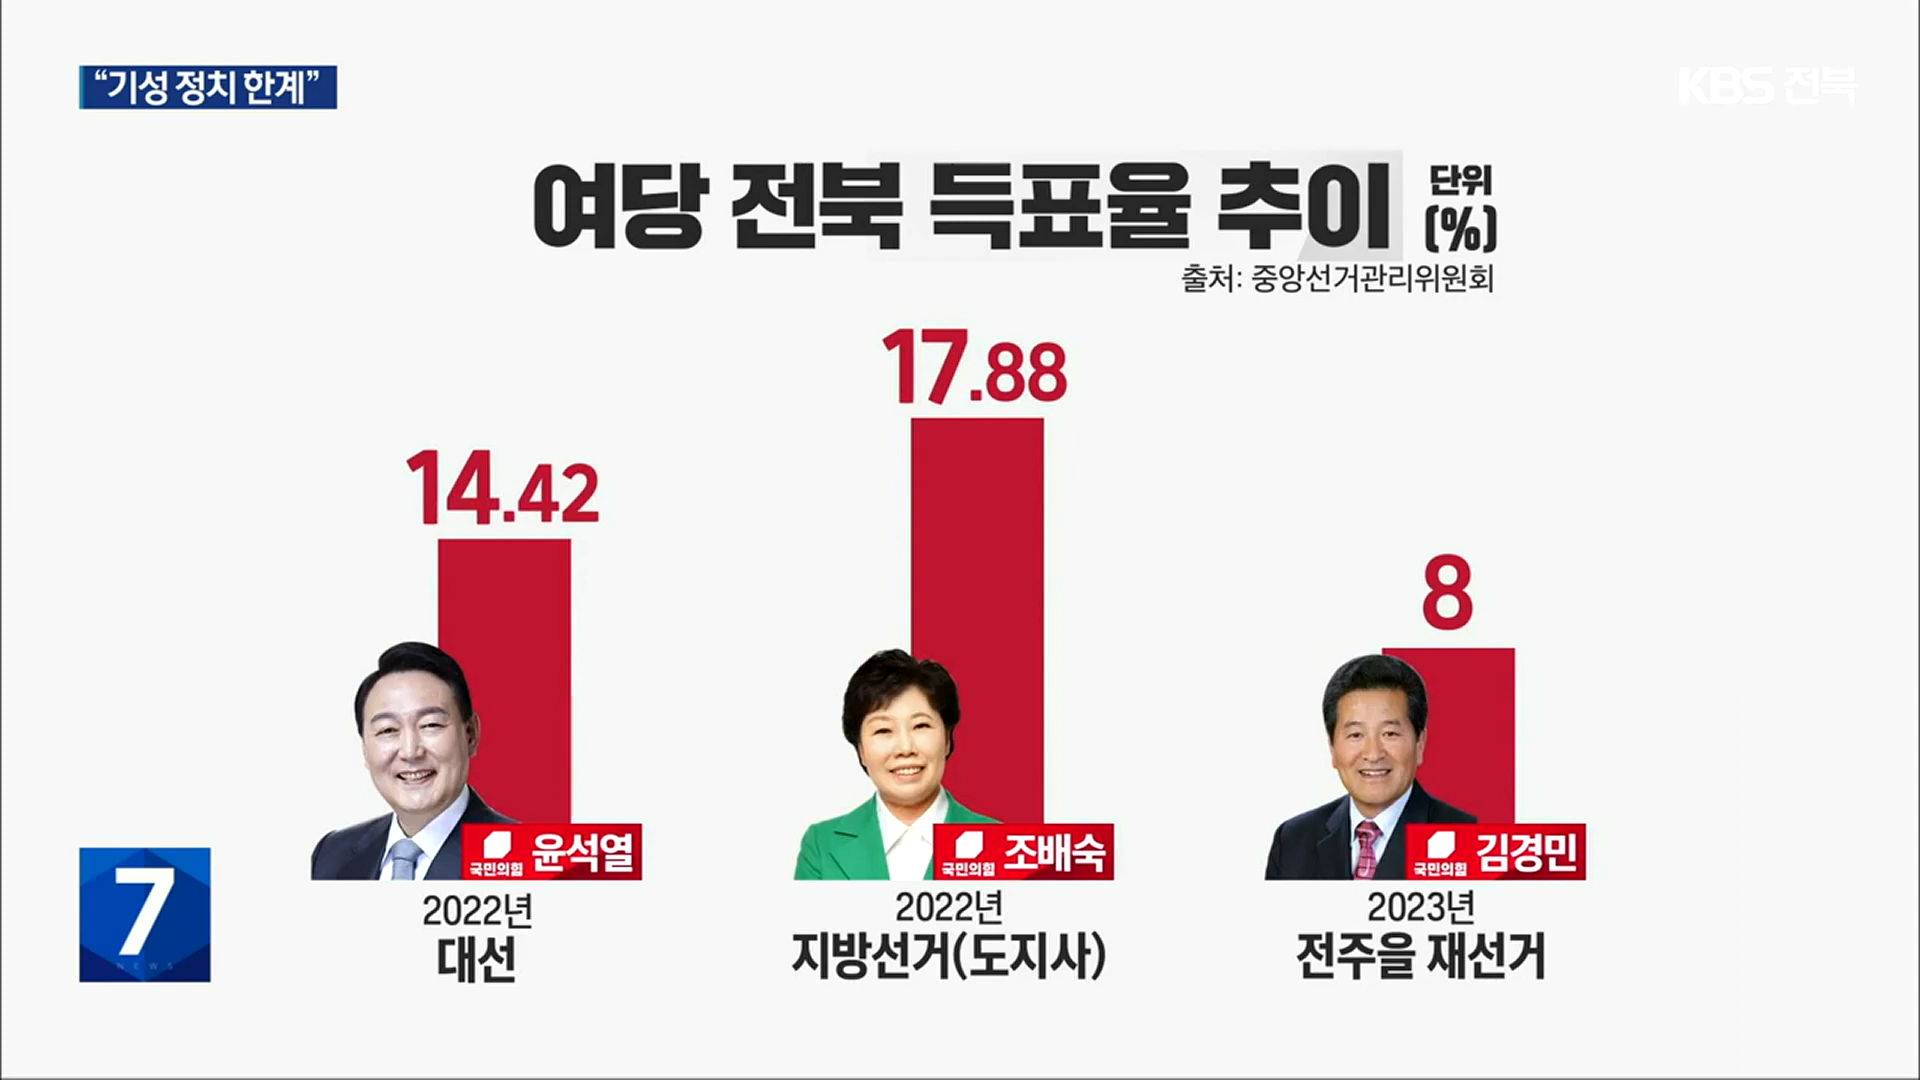 “기성 정치 한계”
KBS 전북
여당 전북 득표율 추이 단위 (%)
출처: 중앙선거관리위원회
14.42
17.88
8
국민의힘 윤석열
국민의힘 조배숙
국민의힘 김경민
2022년
대선
2022년
지방선거(도지사)
2023년
전주을 재선거
7
NEWS